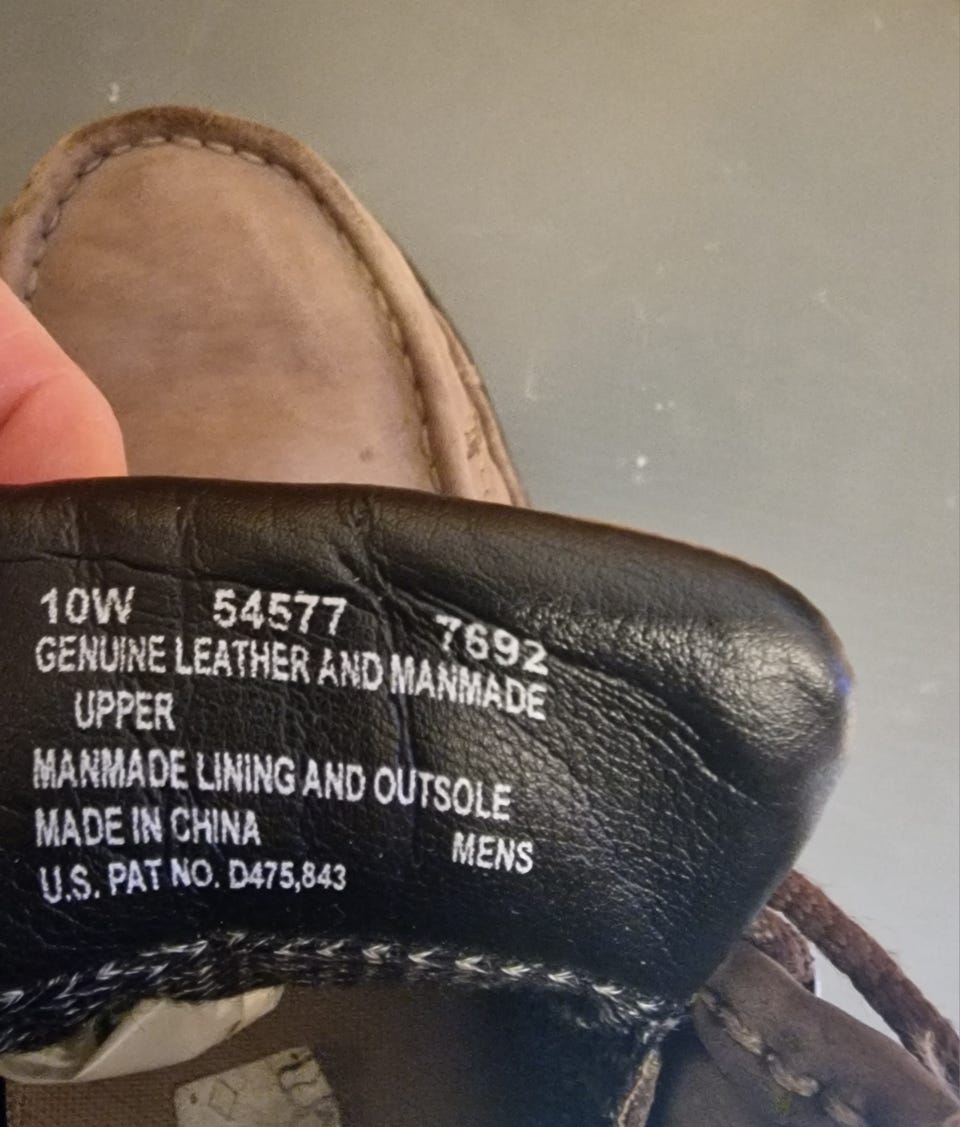 10W 54577 7692
GENUINE LEATHER AND MANMADE
UPPER
MANMADE LINING AND OUTSOLE
MADE IN CHINA
MENS
U.S. PAT NO. D475,843